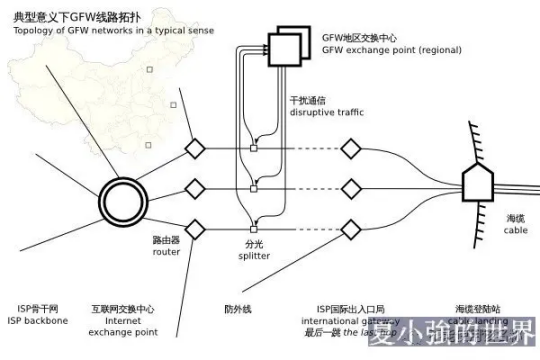 典型意义下GFW线路拓扑
Topology of GFW networks in a typical sense
GFW地区交换中心
GFW exchange point (regional)
干扰通信
disruptive traffic
海缆
cable
路由器
router
分光
splitter
ISP骨干网
ISP backbone
互联网交换中心
Internet
exchange point
防外线
ISP国际出入口局
international gateway
最后一跳 the last hop
海缆登陆站
cable landing
夏小強的世界